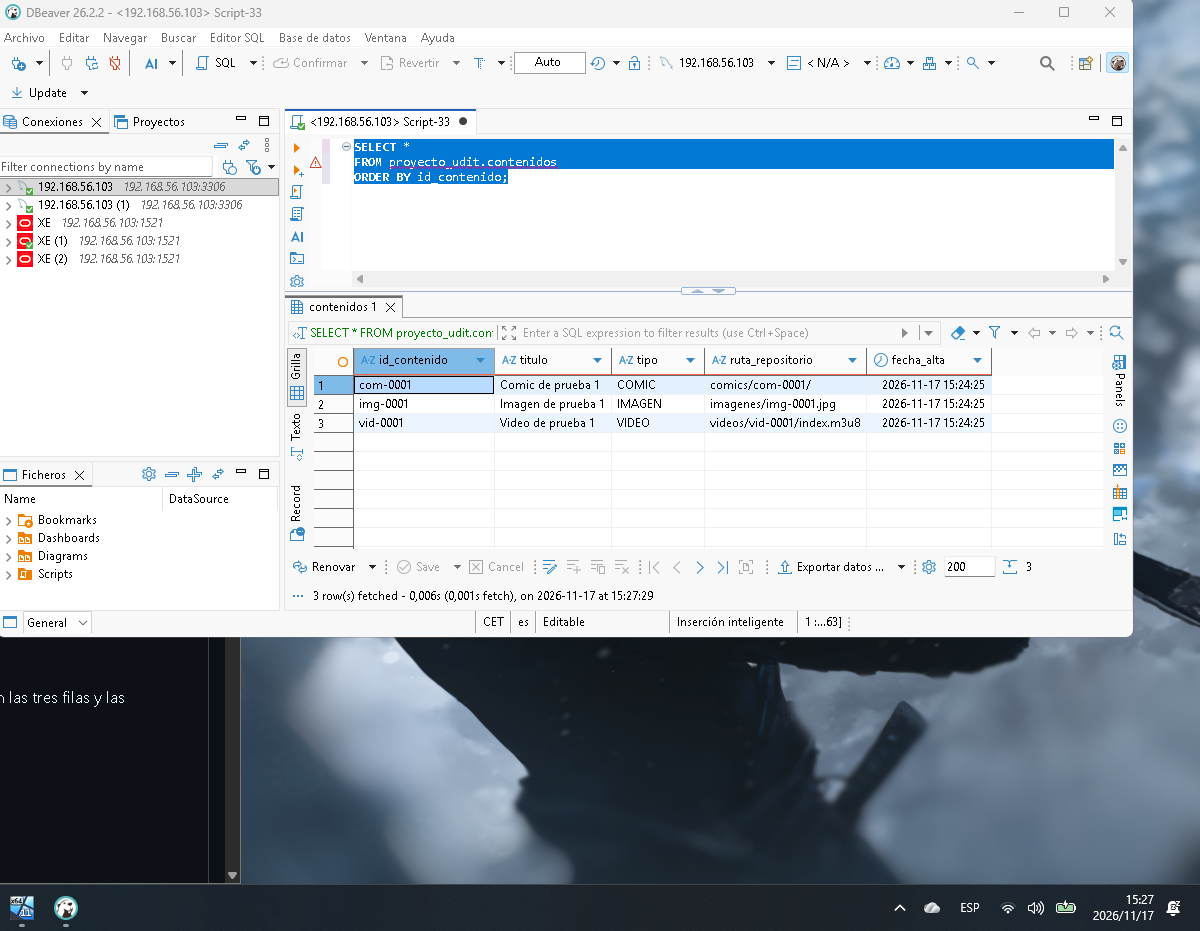 DBeaver 26.2.2 - <192.168.56.103> Script-33
Archivo Editar Navegar Buscar Editor SQL Base de datos Ventana Ayuda
AI SQL Confirmar Revertir T Auto 192.168.56.103 < N/A >
Update
Conexiones Proyectos
Filter connections by name
192.168.56.103 192.168.56.103:3306
192.168.56.103 (1) 192.168.56.103:3306
XE 192.168.56.103:1521
XE (1) 192.168.56.103:1521
XE (2) 192.168.56.103:1521
Ficheros
Name DataSource
Bookmarks
Dashboards
Diagrams
Scripts
General
<192.168.56.103> Script-33
SELECT *
FROM proyecto_udit.contenidos
ORDER BY id_contenido;
AI
contenidos 1
SELECT * FROM proyecto_udit.con Enter a SQL expression to filter results (use Ctrl+Space)
Grilla
Texto
Record
A-Z id_contenido A-Z titulo A-Z tipo A-Z ruta_repositorio fecha_alta
1 com-0001 Comic de prueba 1 COMIC comics/com-0001/ 2026-11-17 15:24:25
2 img-0001 Imagen de prueba 1 IMAGEN imagenes/img-0001.jpg 2026-11-17 15:24:25
3 vid-0001 Video de prueba 1 VIDEO videos/vid-0001/index.m3u8 2026-11-17 15:24:25
Panels
Renovar Save Cancel Exportar datos ... 200 3
3 row(s) fetched - 0,006s (0,001s fetch), on 2026-11-17 at 15:27:29
CET es Editable Inserción inteligente 1 :...63]
n las tres filas y las
x64
ESP
15:27
2026/11/17